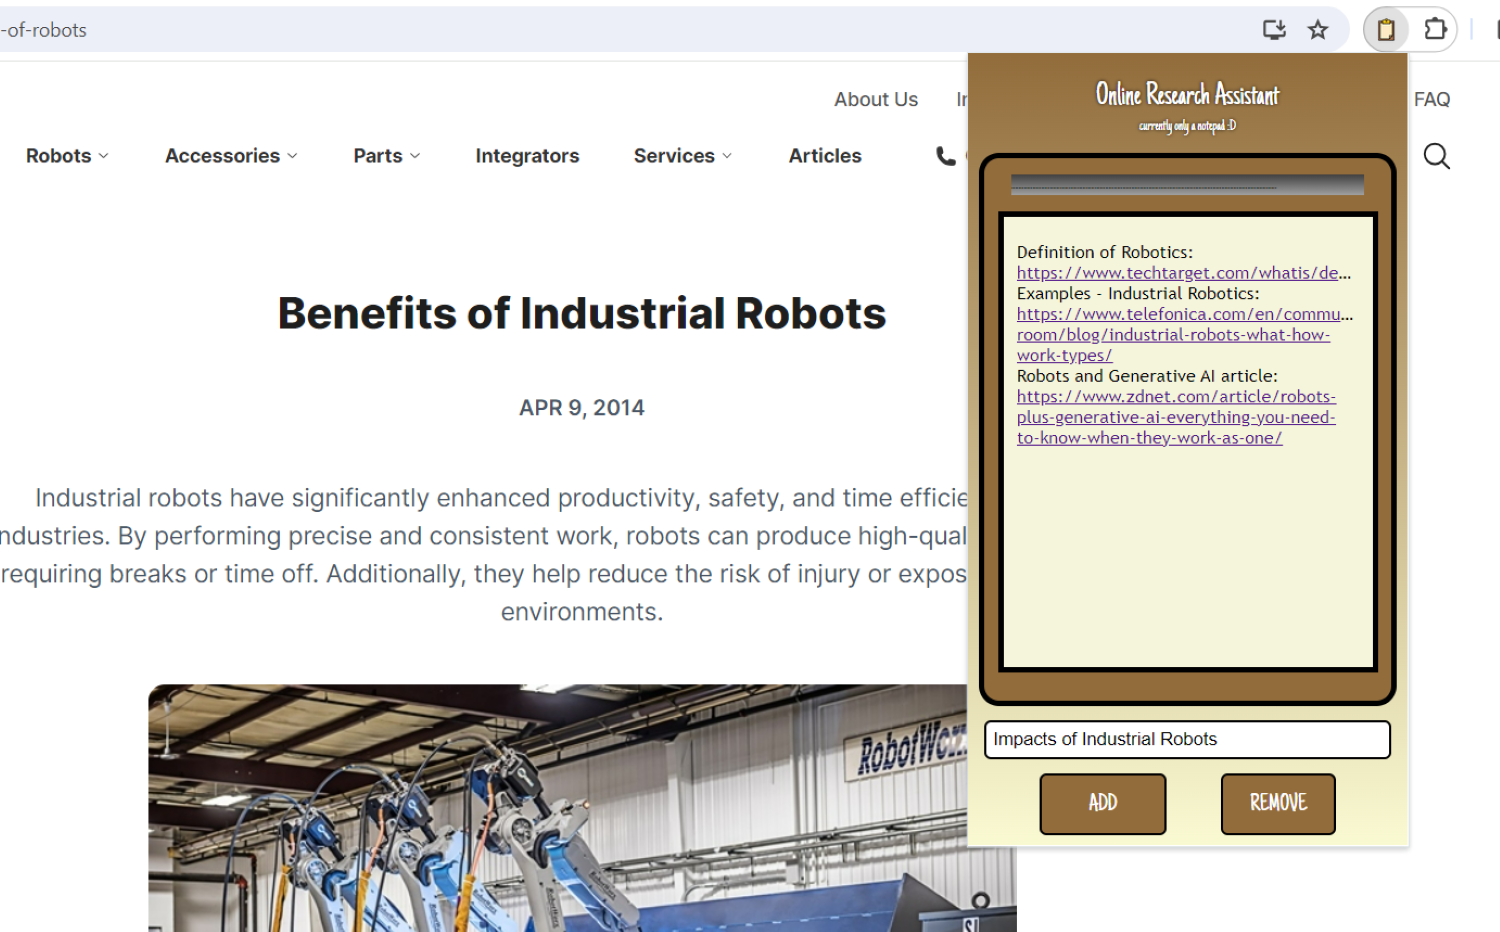 -of-robots
About Us
FAQ
Robots
Accessories
Parts
Integrators
Services
Articles
Benefits of Industrial Robots
APR 9, 2014
Industrial robots have significantly enhanced productivity, safety, and time efficie
ndustries. By performing precise and consistent work, robots can produce high-qual
requiring breaks or time off. Additionally, they help reduce the risk of injury or expos
environments.
RobotWor
Online Research Assistant
currently only a notepad :D
Definition of Robotics:
https://www.techtarget.com/whatis/de...
Examples - Industrial Robotics:
https://www.telefonica.com/en/commu...
room/blog/industrial-robots-what-how-
work-types/
Robots and Generative AI article:
https://www.zdnet.com/article/robots-
plus-generative-ai-everything-you-need-
to-know-when-they-work-as-one/
Impacts of Industrial Robots
ADD
REMOVE